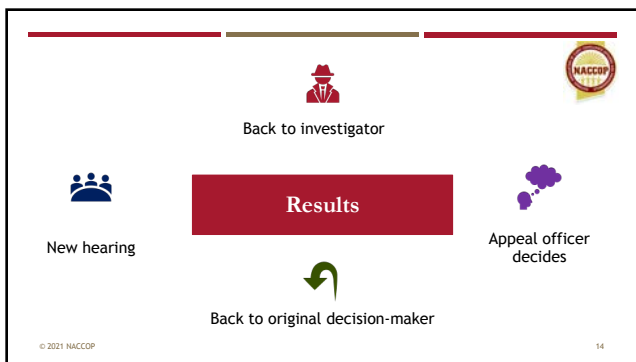 NACCOP
Back to investigator
New hearing
Results
Appeal officer
decides
Back to original decision-maker
© 2021 NACCOP
14